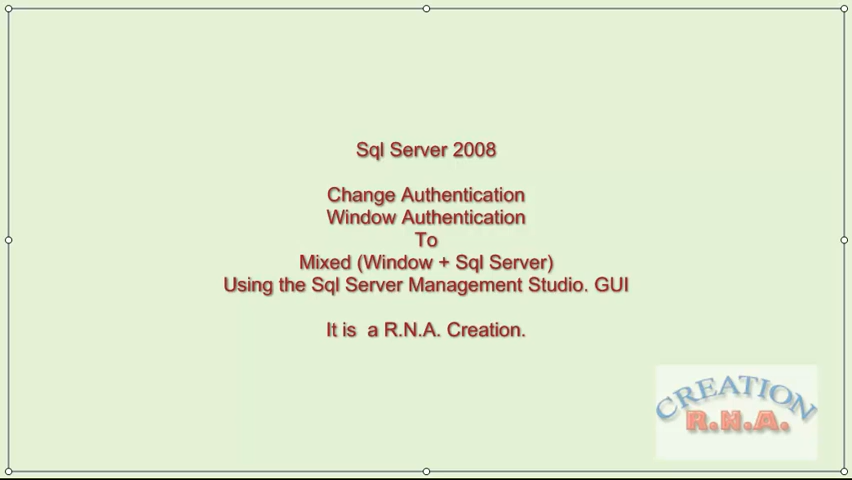 Sql Server 2008
Change Authentication
Window Authentication
To
Mixed (Window + Sql Server)
Using the Sql Server Management Studio. GUI
It is  a R.N.A. Creation.
CREATION
R.N.A.